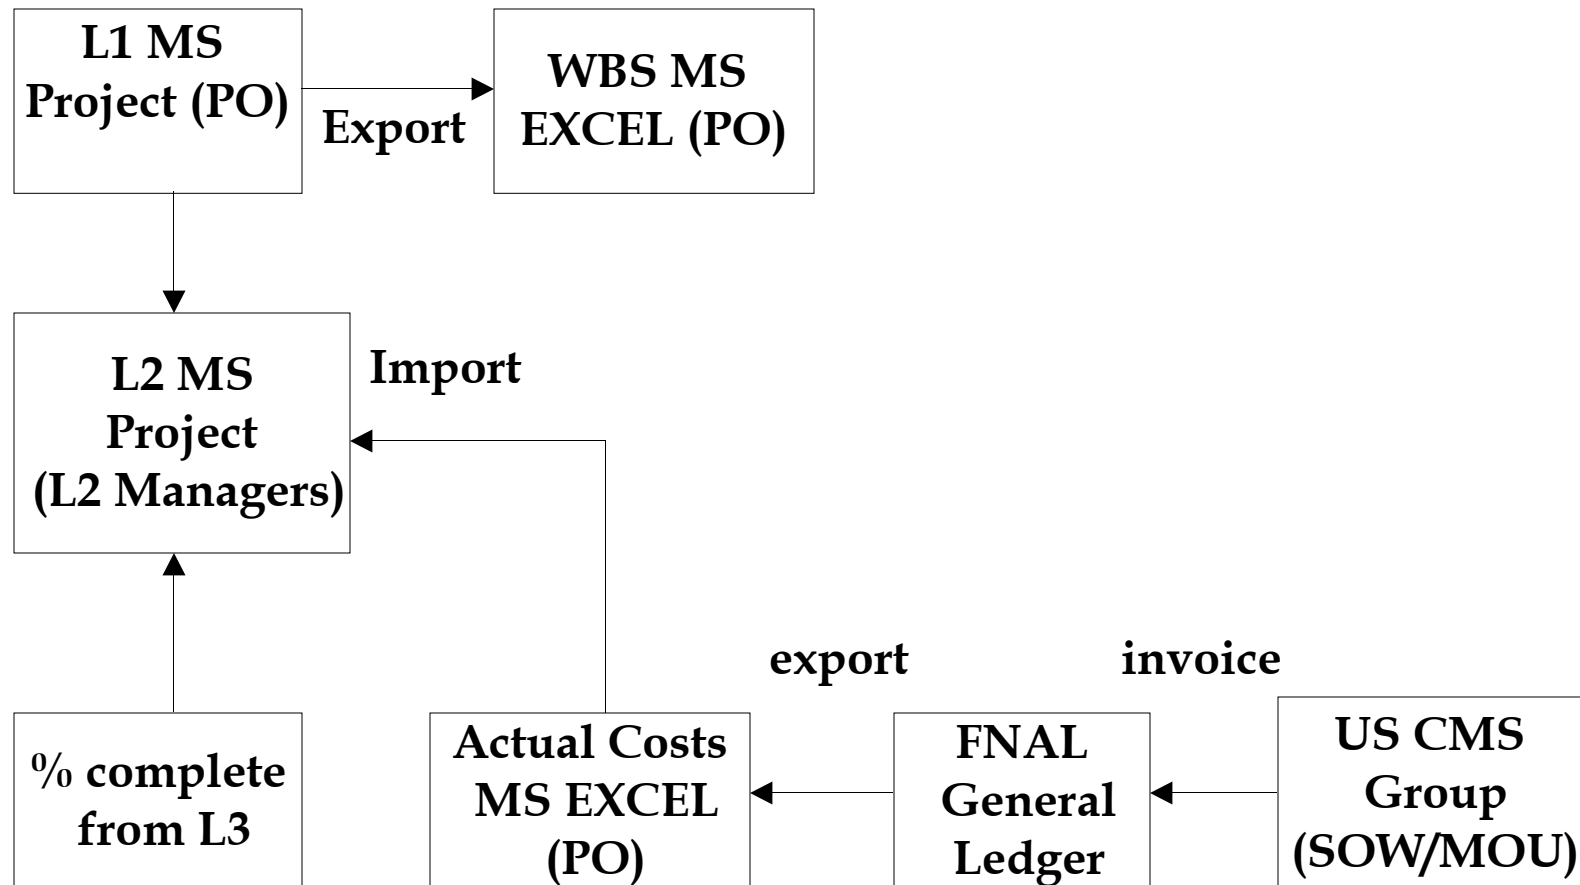 L1 MS
Project (PO)
Export
WBS MS
EXCEL (PO)
L2 MS
Project
(L2 Managers)
Import
export
invoice
% complete
from L3
Actual Costs
MS EXCEL
(PO)
FNAL
General
Ledger
US CMS
Group
(SOW/MOU)